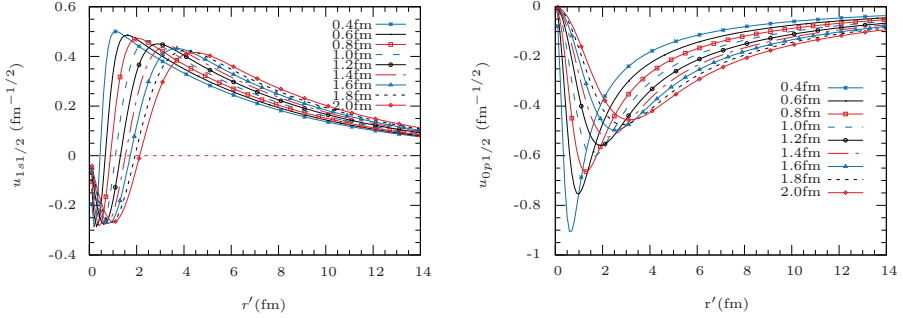 u1s1/2 (fm−1/2)
0.6
0.4
0.2
0
-0.2
-0.4
0 2 4 6 8 10 12 14
r′(fm)
0.4fm
0.6fm
0.8fm
1.0fm
1.2fm
1.4fm
1.6fm
1.8fm
2.0fm
u0p1/2 (fm−1/2)
0
-0.2
-0.4
-0.6
-0.8
-1
0 2 4 6 8 10 12 14
r′(fm)
0.4fm
0.6fm
0.8fm
1.0fm
1.2fm
1.4fm
1.6fm
1.8fm
2.0fm